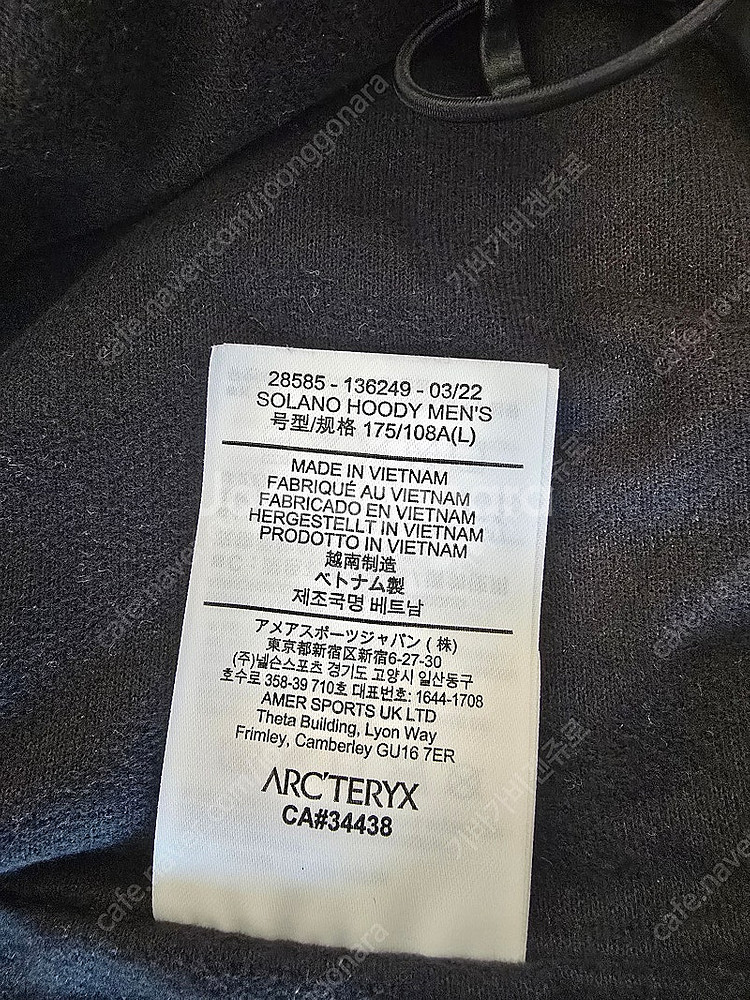 28585 - 136249 - 03/22
SOLANO HOODY MEN'S
号型/规格 175/108A(L)
MADE IN VIETNAM
FABRIQUÉ AU VIETNAM
FABRICADO EN VIETNAM
HERGESTELLT IN VIETNAM
PRODOTTO IN VIETNAM
越南制造
ベトナム製
제조국명 베트남
アメアスポーツジャパン (株)
東京都新宿区新宿6-27-30
(주)넬슨스포츠 경기도 고양시 일산동구
호수로 358-39 710호 대표번호: 1644-1708
AMER SPORTS UK LTD
Theta Building, Lyon Way
Frimley, Camberley GU16 7ER
ARC'TERYX
CA#34438
cafe.naver.com/joonggonara